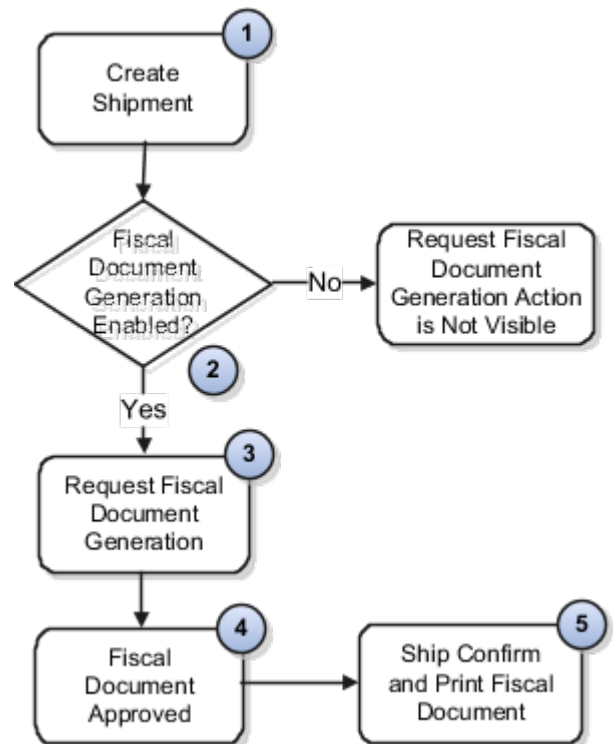 1
Create
Shipment
Fiscal
Document
Generation
Enabled?
No
Request Fiscal
Document
Generation Action
is Not Visible
2
Yes
3
Request Fiscal
Document
Generation
4
Fiscal
Document
Approved
5
Ship Confirm
and Print Fiscal
Document